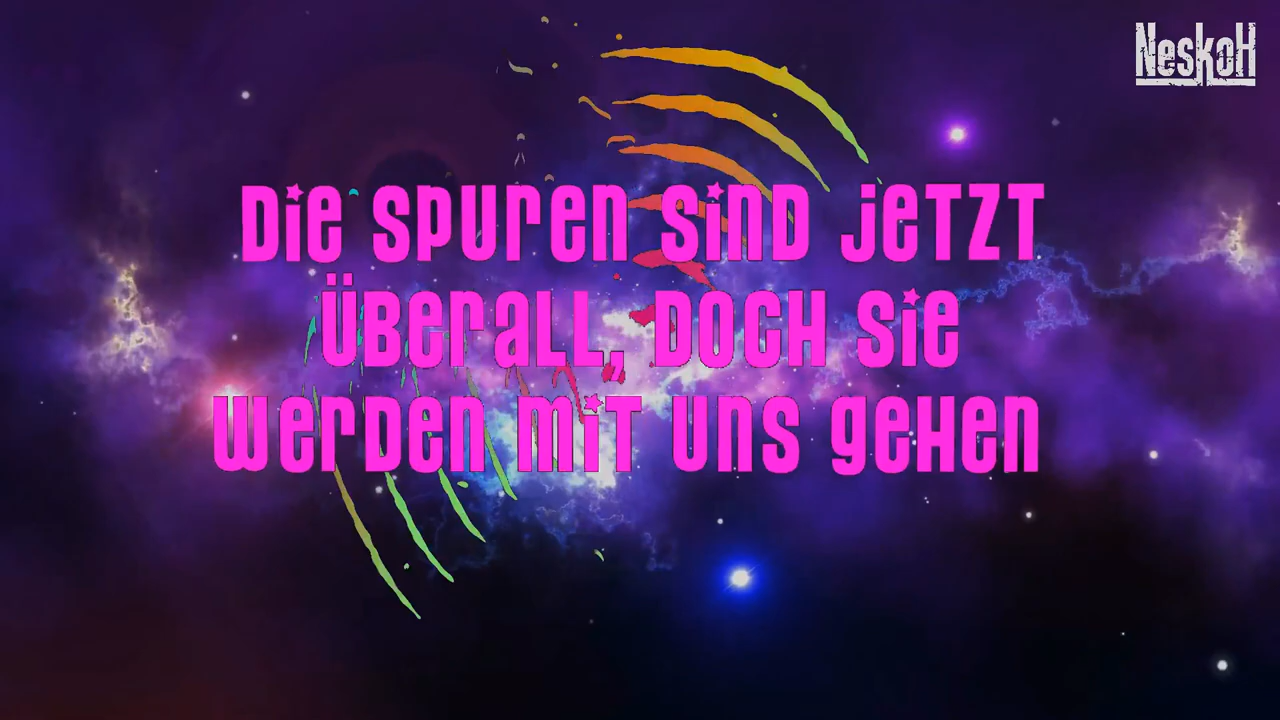 NeskoH
Die Spuren sind jetzt
überall, doch sie
werden mit uns gehen